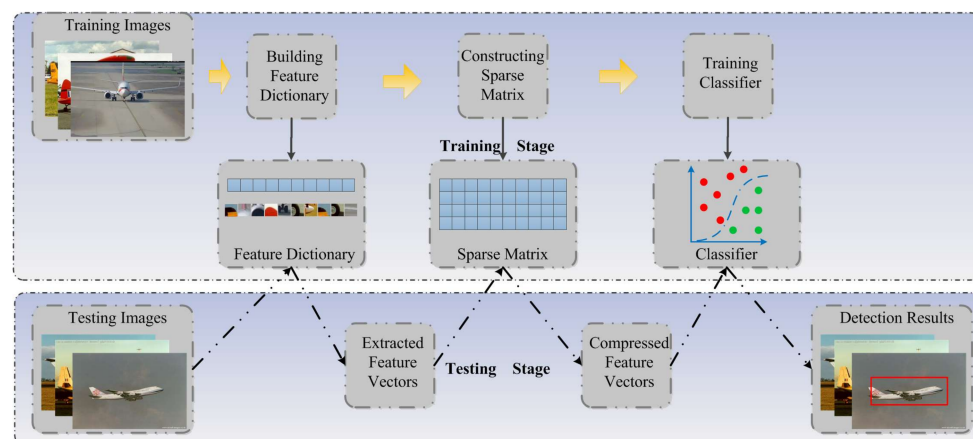 Training Images
Building
Feature
Dictionary
Constructing
Sparse
Matrix
Training
Classifier
Training Stage
Feature Dictionary
Sparse Matrix
Classifier
Testing Images
Extracted
Feature
Vectors
Testing Stage
Compressed
Feature
Vectors
Detection Results